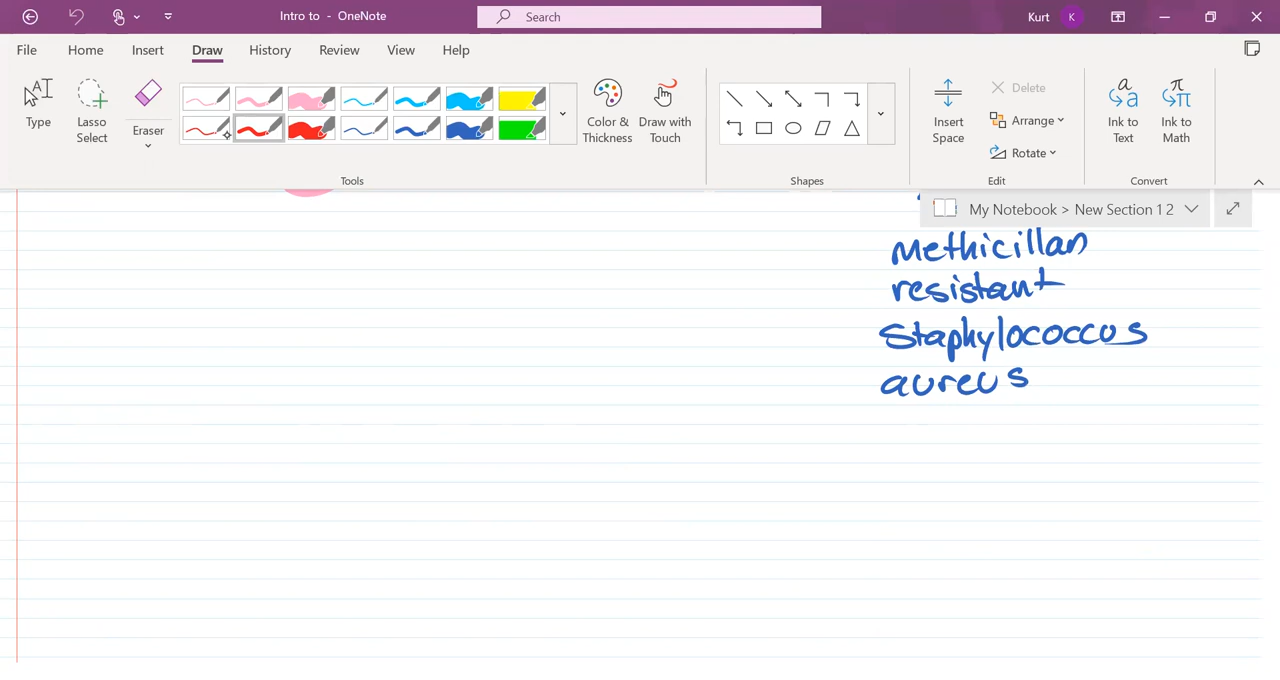 Intro to - OneNote
Search
Kurt
K
File Home Insert Draw History Review View Help
Type
Lasso Select
Eraser
Color & Thickness
Draw with Touch
Insert Space
Delete
Arrange
Rotate
Ink to Text
Ink to Math
Tools
Shapes
Edit
Convert
My Notebook > New Section 1 2
Methicillan
resistant
Staphylococcus
aureus